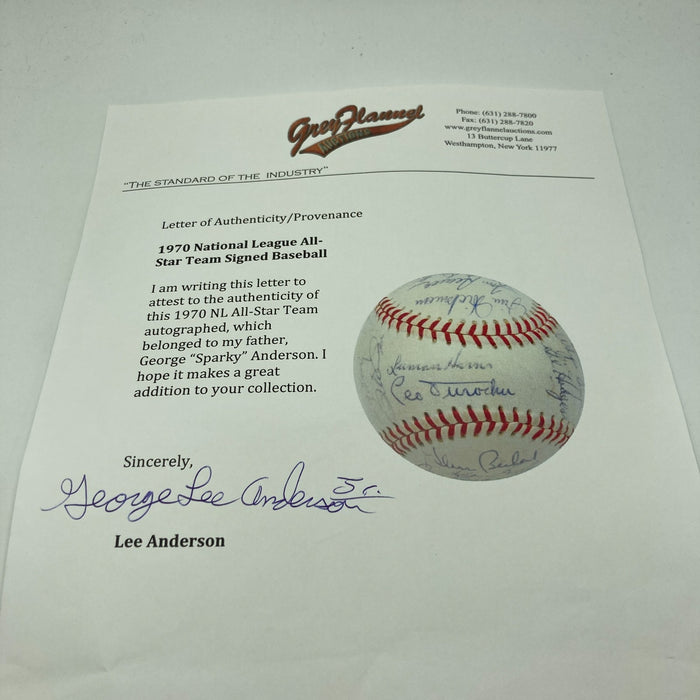 Grey Flannel
AUCTIONS
Phone: (631) 288-7800
Fax: (631) 288-7820
www.greyflannelauctions.com
13 Buttercup Lane
Westhampton, New York 11977
"THE STANDARD OF THE INDUSTRY"
Letter of Authenticity/Provenance
1970 National League All-
Star Team Signed Baseball
I am writing this letter to
attest to the authenticity of
this 1970 NL All-Star Team
autographed, which
belonged to my father,
George "Sparky" Anderson. I
hope it makes a great
addition to your collection.
Leo Durocher
Sincerely,
George Lee Anderson
Lee Anderson